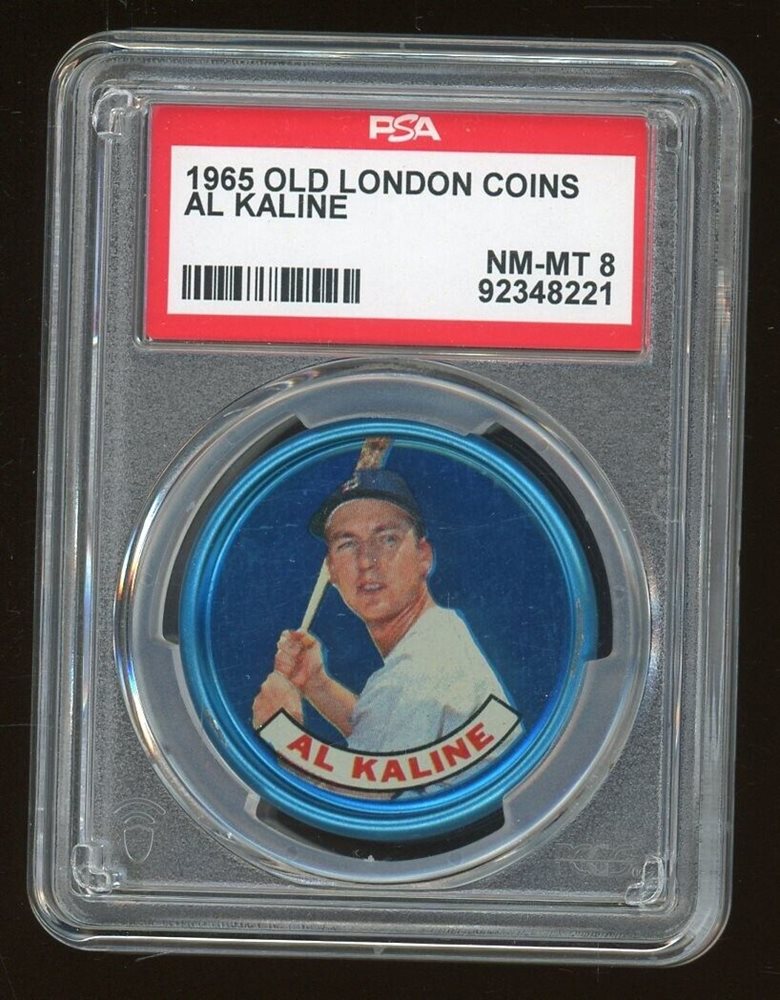 PSA
1965 OLD LONDON COINS
AL KALINE
NM-MT 8
92348221
AL KALINE